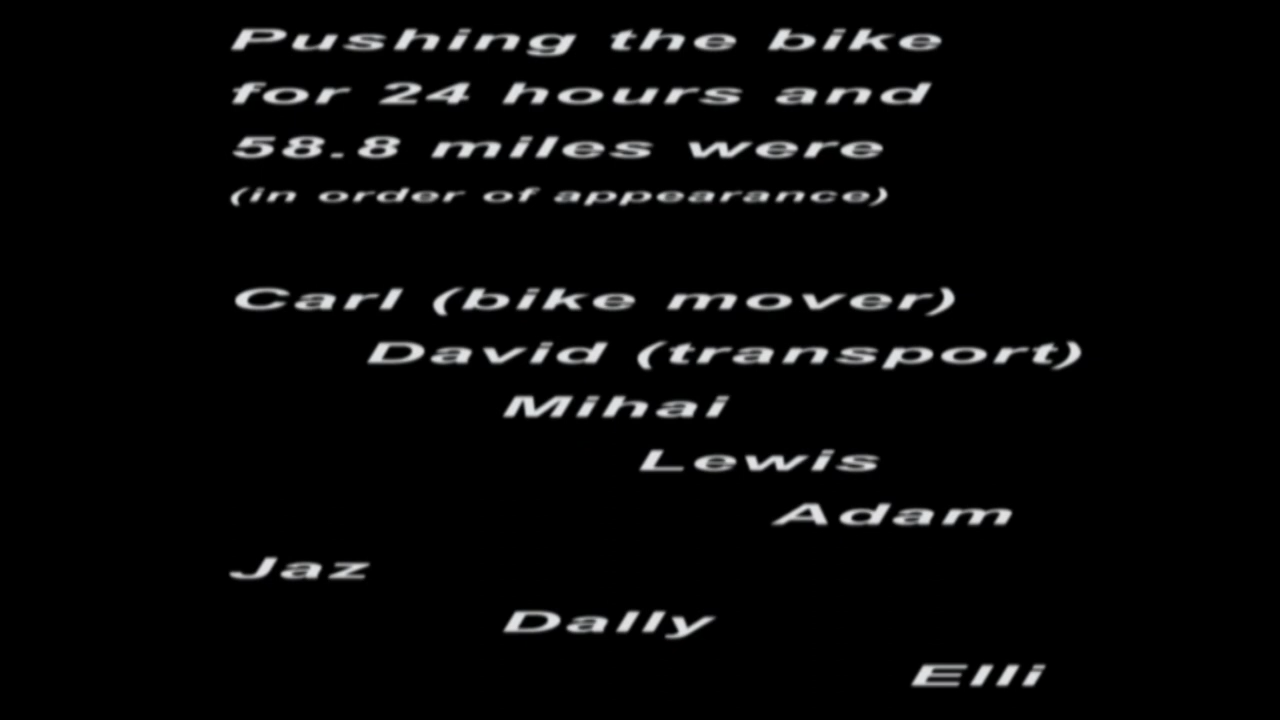 Pushing the bike
for 24 hours and
58.8 miles were
(in order of appearance)
Carl (bike mover)
David (transport)
Mihai
Lewis
Adam
Jaz
Dally
Elli